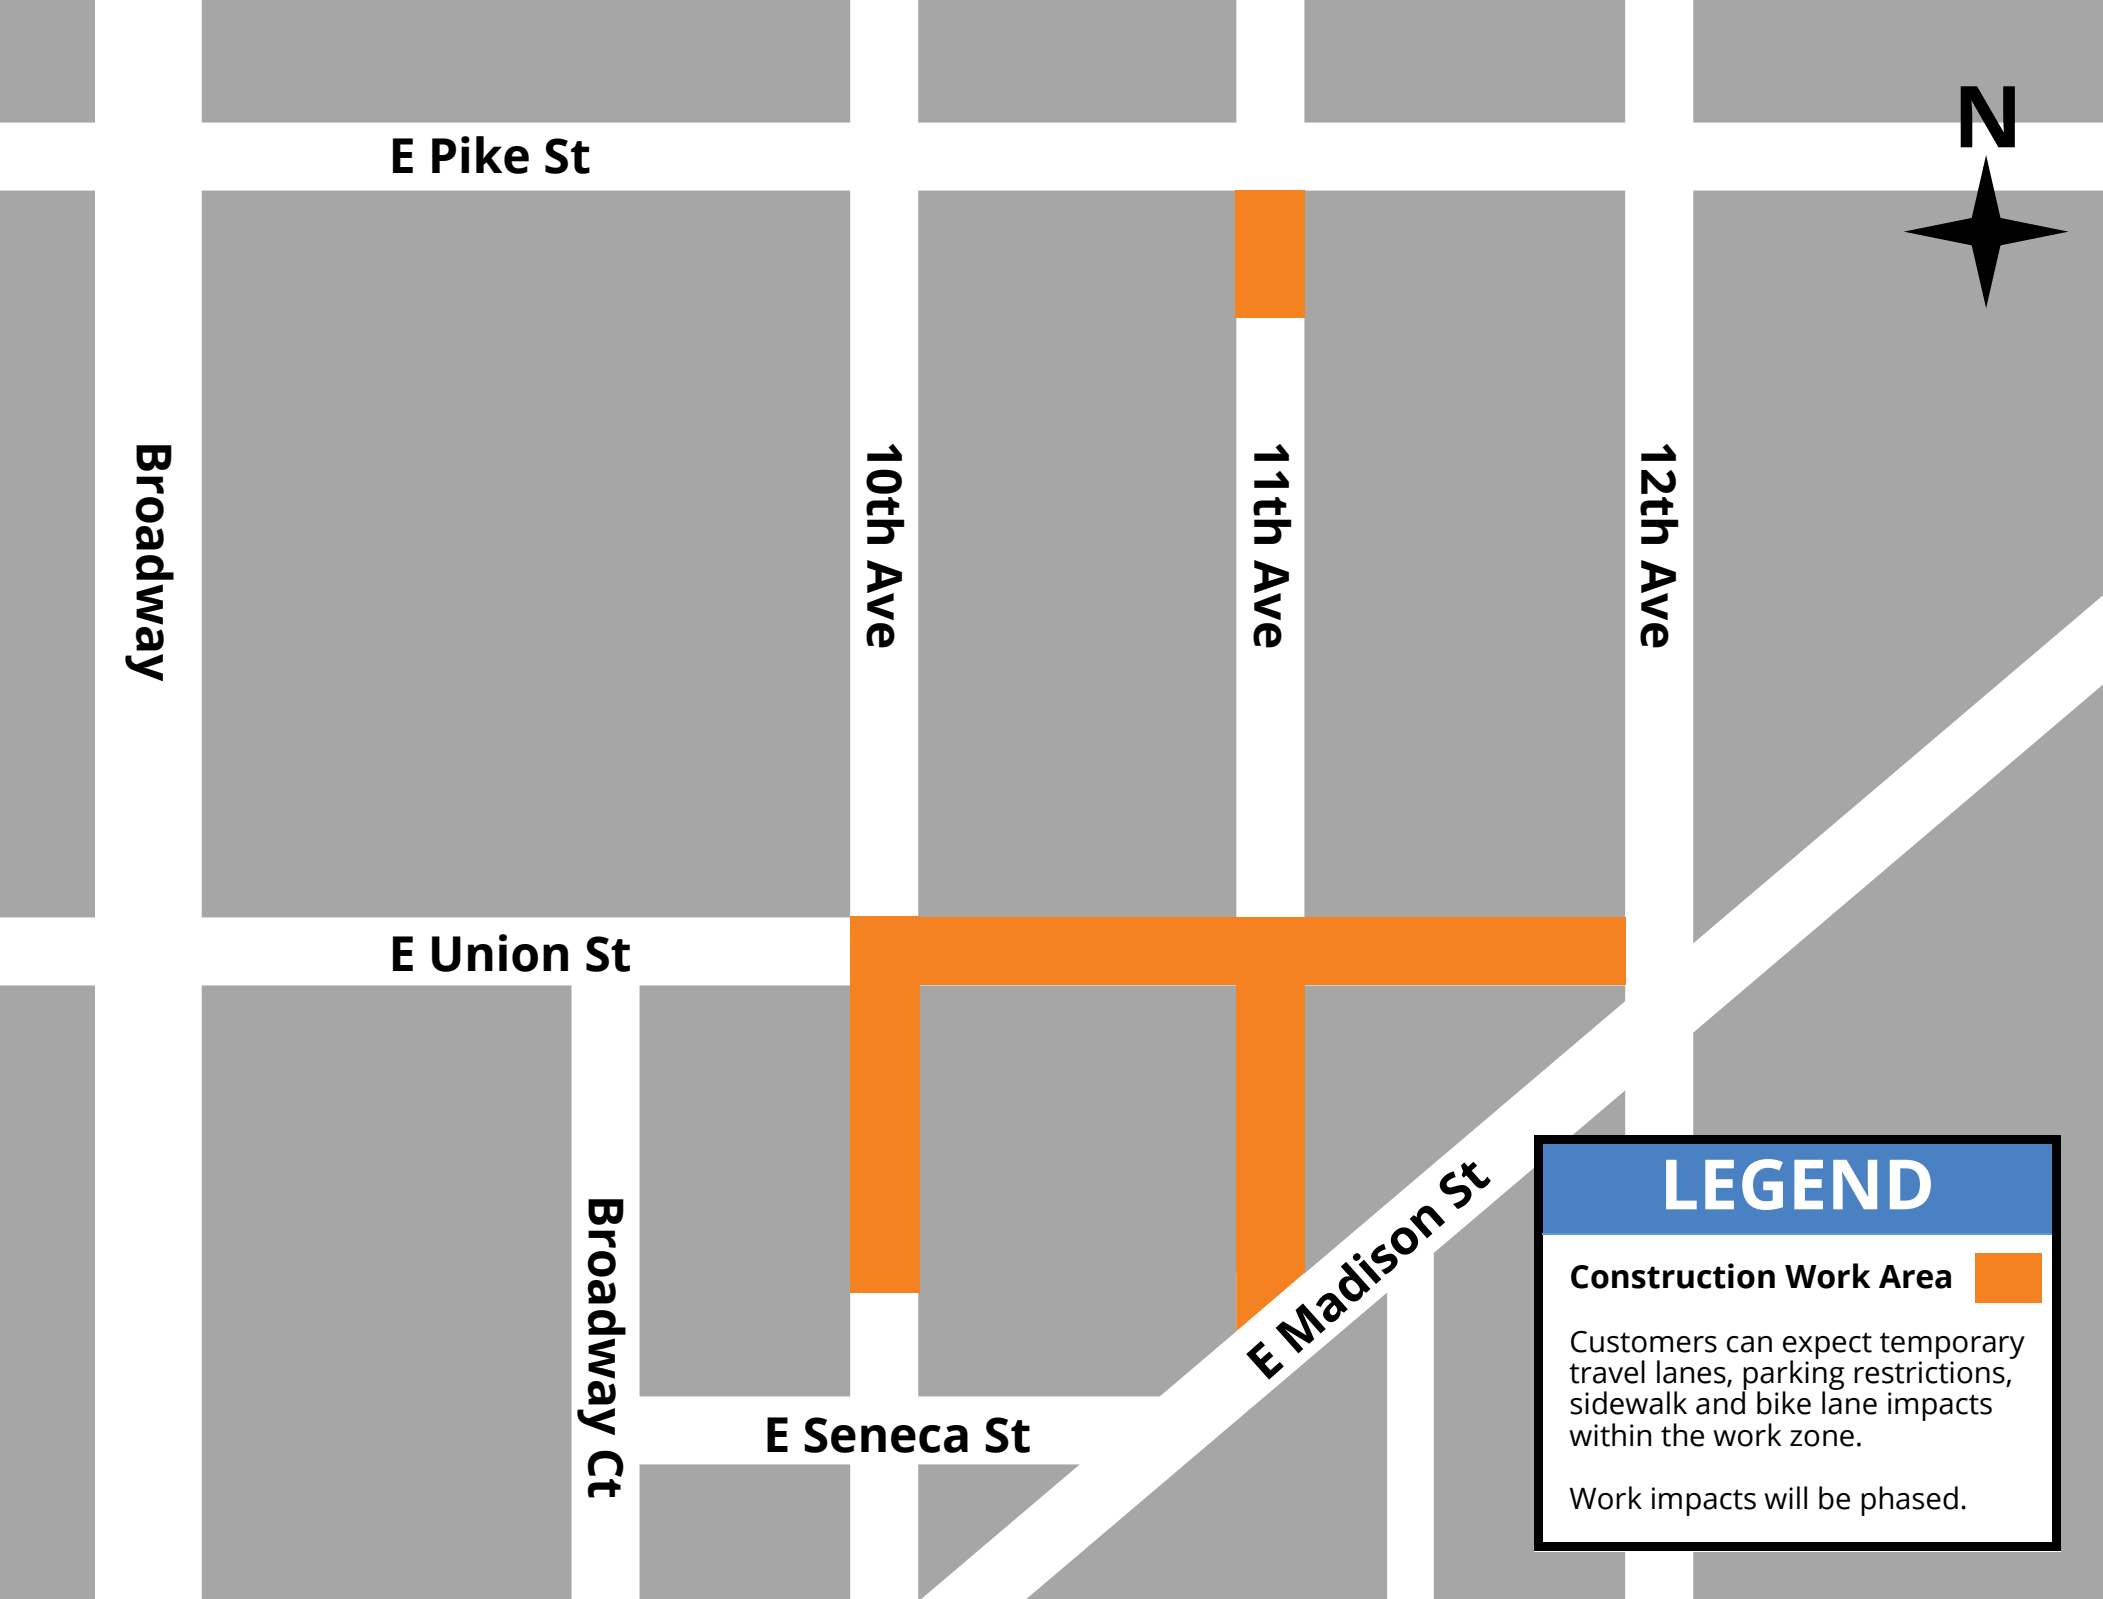 N
E Pike St
Broadway
10th Ave
11th Ave
12th Ave
E Union St
Broadway Ct
E Madison St
E Seneca St
LEGEND
Construction Work Area
Customers can expect temporary
travel lanes, parking restrictions,
sidewalk and bike lane impacts
within the work zone.
Work impacts will be phased.